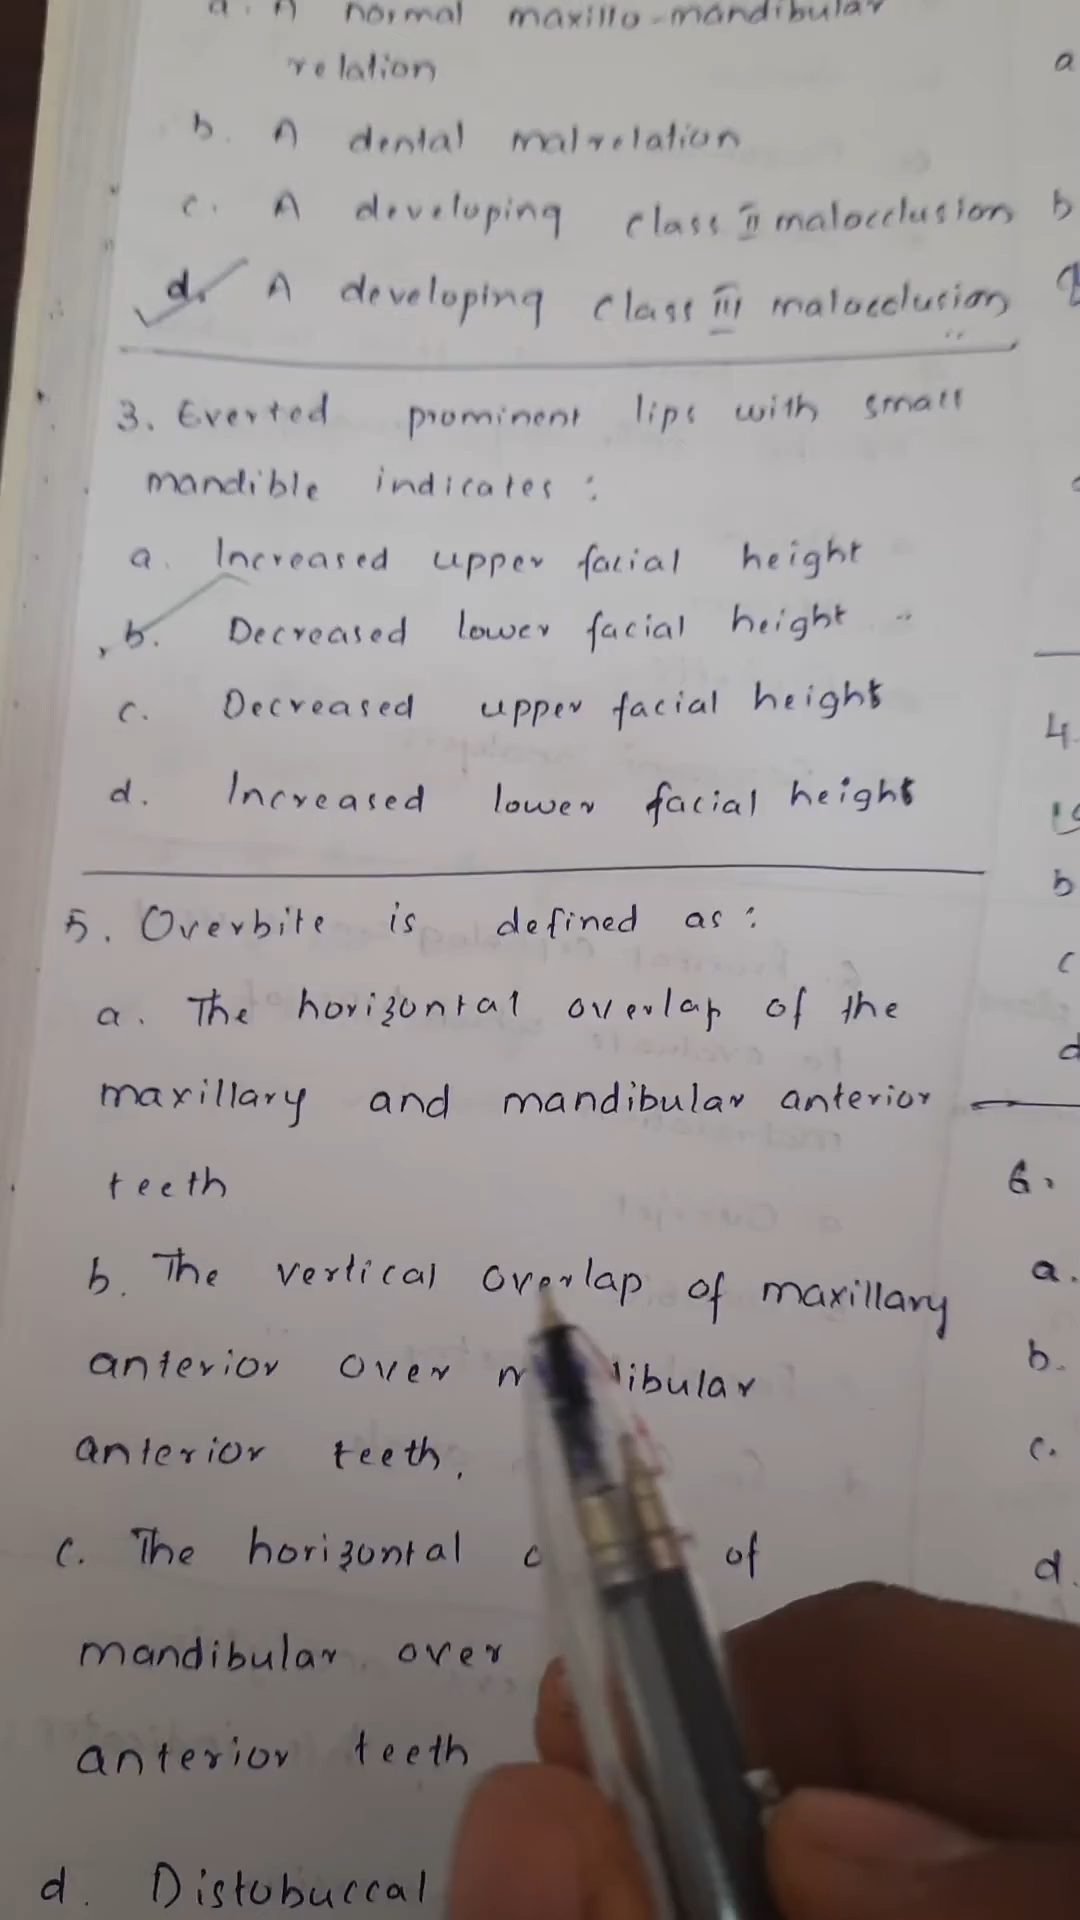 a. A normal maxillo-mandibular
relation
b. A dental malrelation
c. A developing class II malocclusion
d. A developing class III malocclusion
3. Everted prominent lips with small
mandible indicates :
a. Increased upper facial height
b. Decreased lower facial height
c. Decreased upper facial height
d. Increased lower facial height
5. Overbite is defined as :
a. The horizontal overlap of the
maxillary and mandibular anterior
teeth
b. The vertical overlap of maxillary
anterior over
anterior teeth.
c. The horizontal of
mandibular over
anterior teeth
d. Distobuccal
a
b
4.
b
c
d
6.
a.
b.
c.
d.